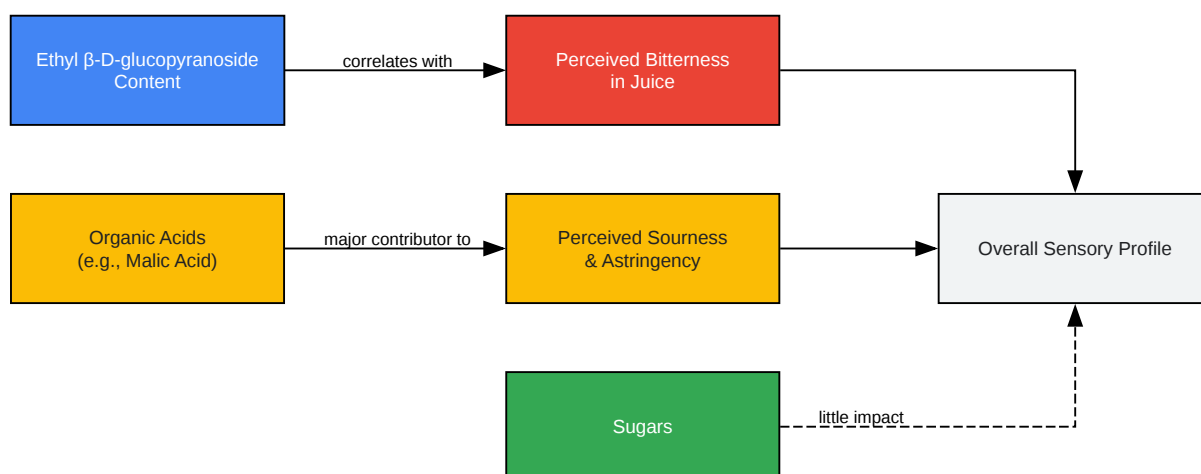 Ethyl β-D-glucopyranoside
Content
correlates with
Perceived Bitterness
in Juice
Organic Acids
(e.g., Malic Acid)
major contributor to
Perceived Sourness
& Astringency
Overall Sensory Profile
Sugars
little impact